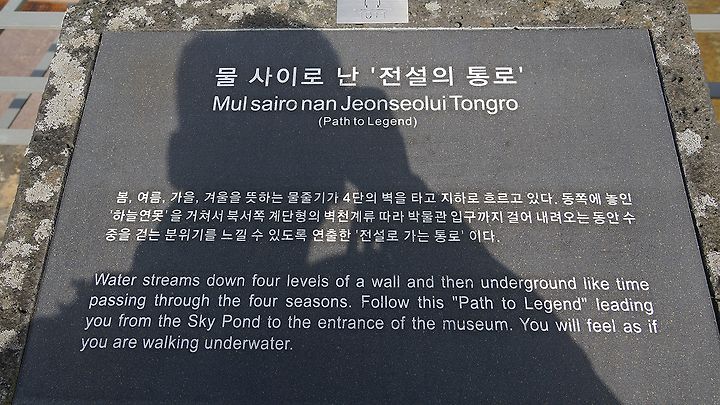 물 사이로 난 '전설의 통로'
Mul sairo nan Jeonseolui Tongro
(Path to Legend)
봄, 여름, 가을, 겨울을 뜻하는 물줄기가 4단의 벽을 타고 지하로 흐르고 있다. 동쪽에 놓인
'하늘연못'을 거쳐서 북서쪽 계단형의 벽천계류 따라 박물관 입구까지 걸어 내려오는 동안 수
중을 걷는 분위기를 느낄 수 있도록 연출한 '전설로 가는 통로' 이다.
Water streams down four levels of a wall and then underground like time
passing through the four seasons. Follow this "Path to Legend" leading
you from the Sky Pond to the entrance of the museum. You will feel as if
you are walking underwater.